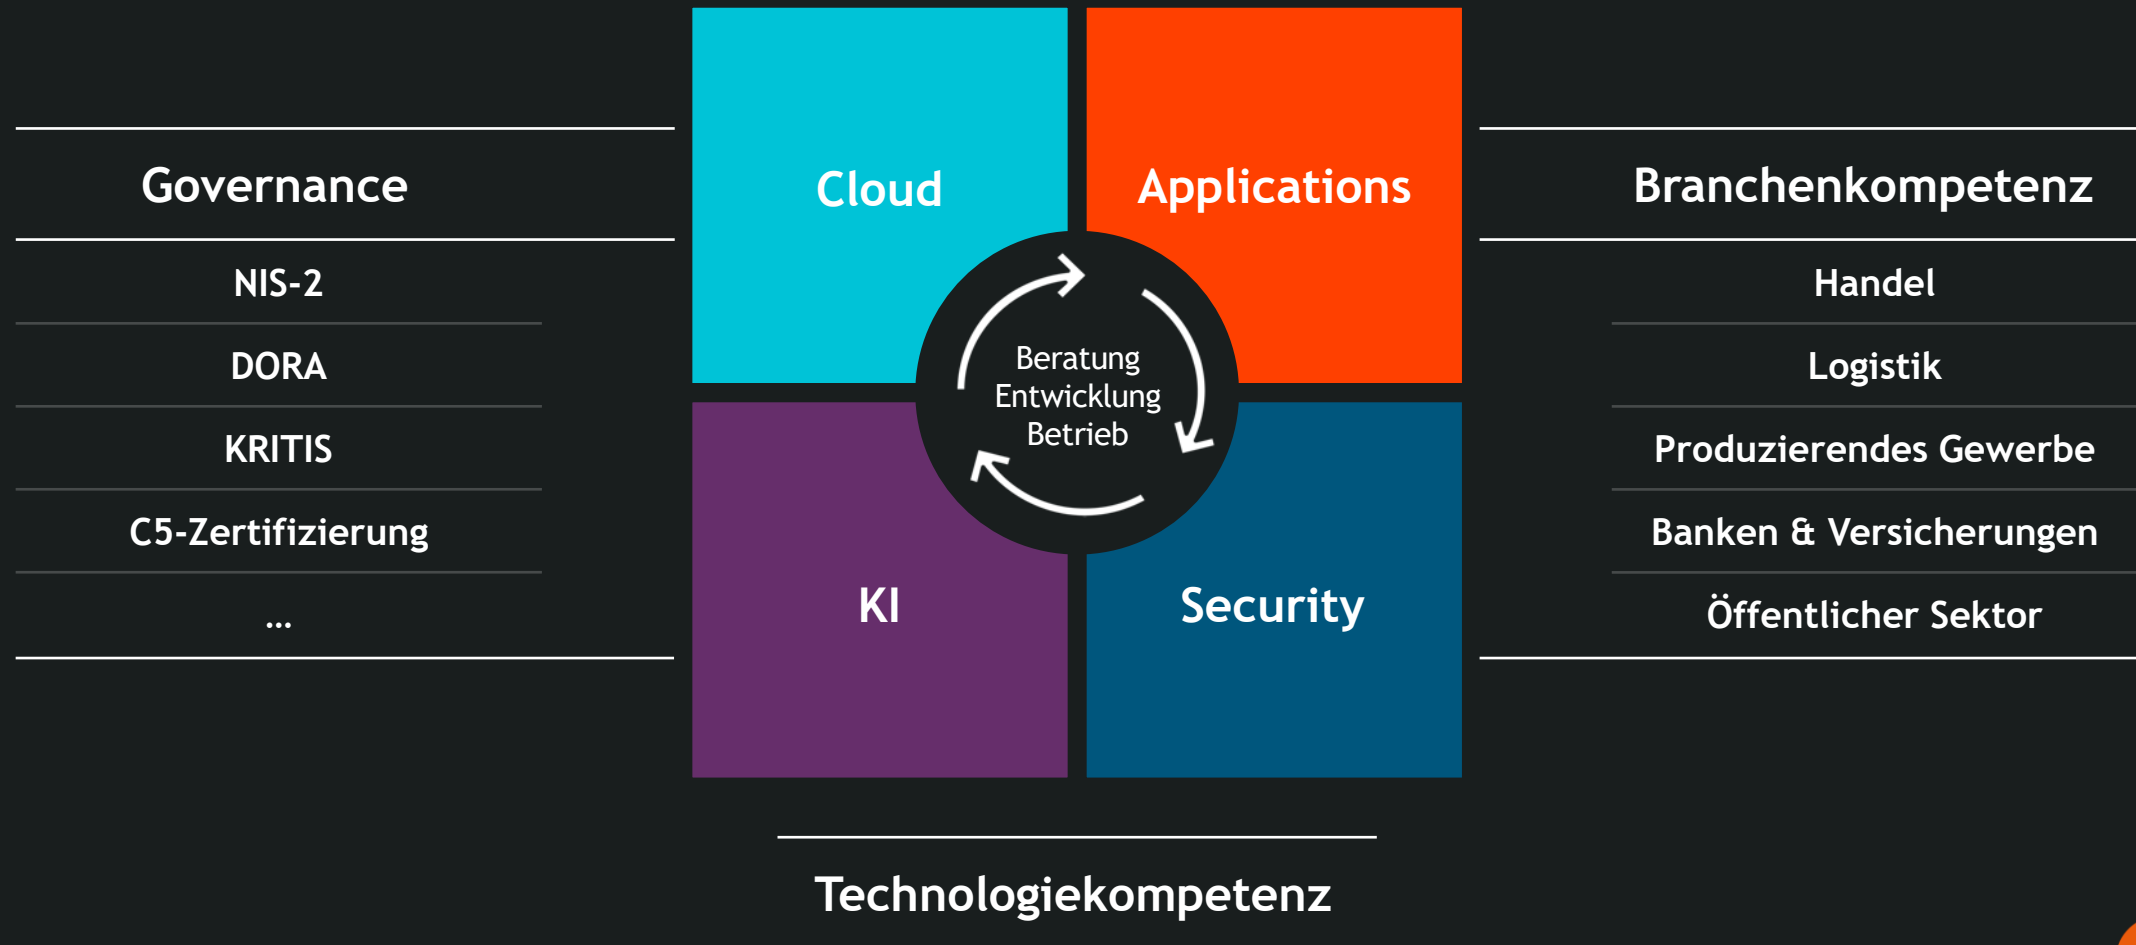 Governance
NIS-2
DORA
KRITIS
C5-Zertifizierung
...
Cloud
Applications
Beratung
Entwicklung
Betrieb
KI
Security
Branchenkompetenz
Handel
Logistik
Produzierendes Gewerbe
Banken & Versicherungen
Öffentlicher Sektor
Technologiekompetenz